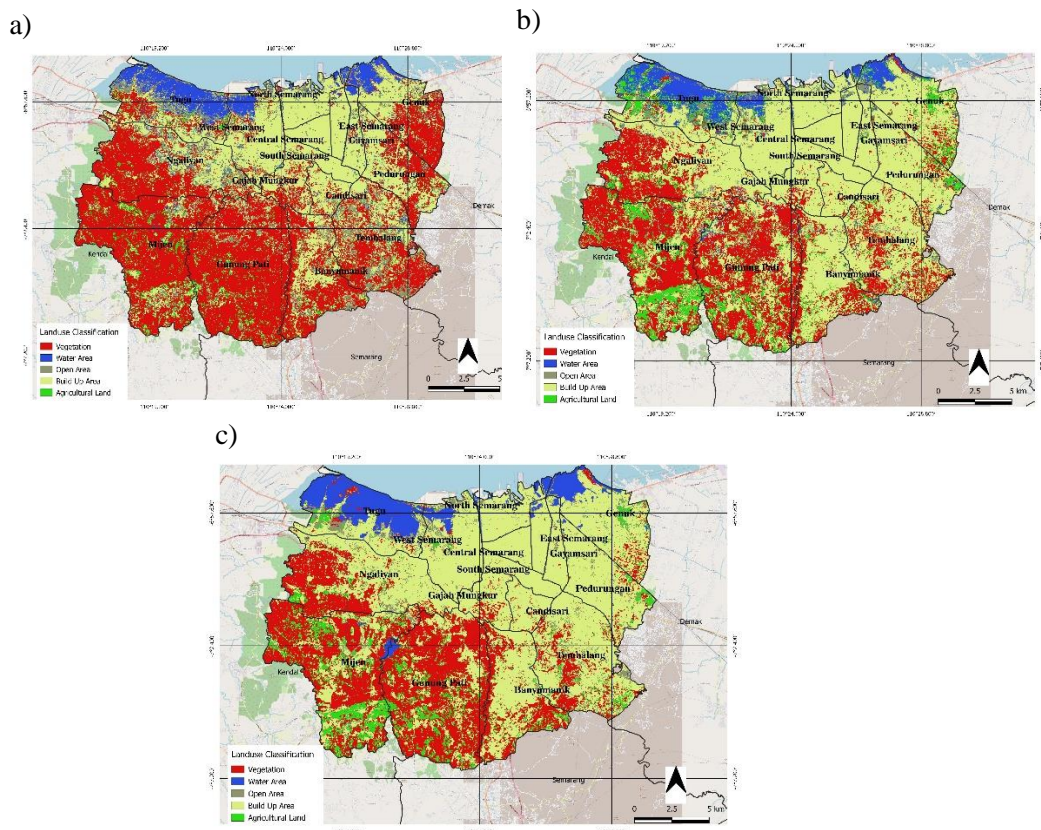 a)
Tugu
North Semarang
Genuk
West Semarang
East Semarang
Central Semarang
Gayamsari
Ngaliyan
South Semarang
Gajah Mungkur
Pedurungan
Candisari
Demak
Mijen
Kendal
Tembalang
Gunung Pati
Banyumanik
Landuse Classification
Vegetation
Water Area
Open Area
Build Up Area
Agricultural Land
Semarang
0 2.5 5
b)
Tugu
North Semarang
Genuk
West Semarang
East Semarang
Central Semarang
Gayamsari
Ngaliyan
South Semarang
Gajah Mungkur
Pedurungan
Candisari
Demak
Mijen
Kendal
Tembalang
Gunung Pati
Banyumanik
Landuse Classification
Vegetation
Water Area
Open Area
Build Up Area
Agricultural Land
Semarang
0 2.5 5 km
c)
Tugu
North Semarang
Genuk
West Semarang
East Semarang
Central Semarang
Gayamsari
Ngaliyan
South Semarang
Gajah Mungkur
Pedurungan
Candisari
Demak
Mijen
Kendal
Tembalang
Gunung Pati
Banyumanik
Landuse Classification
Vegetation
Water Area
Open Area
Build Up Area
Agricultural Land
Semarang
0 2.5 5 km